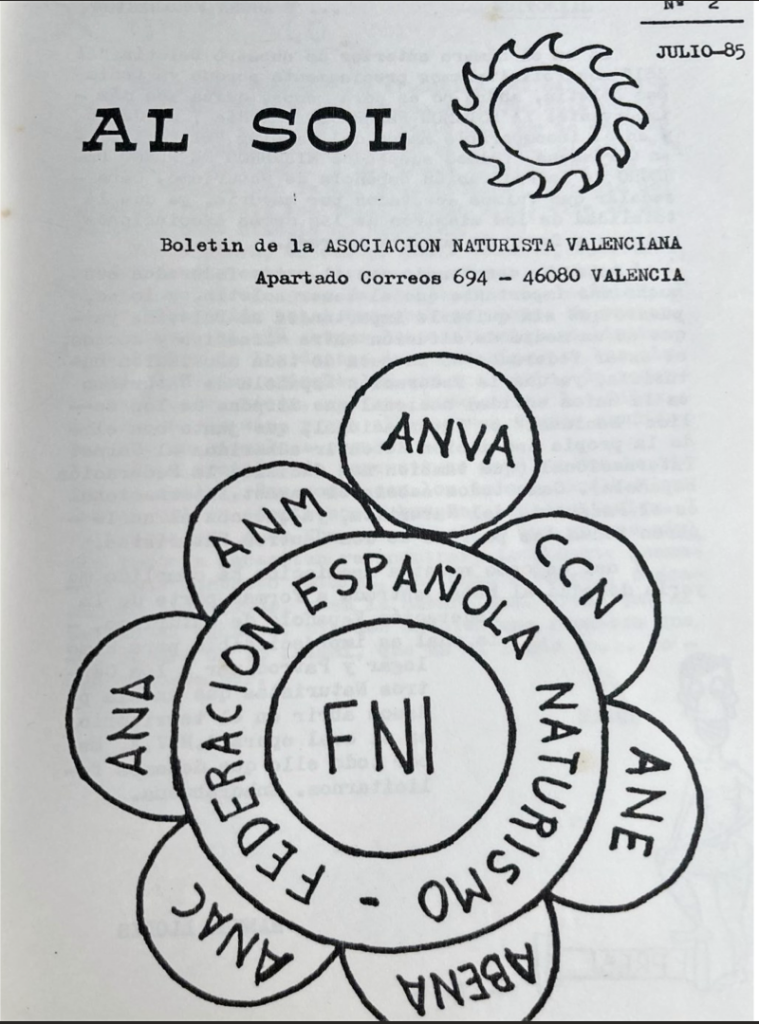 Nº 2
JULIO-85
AL SOL
Boletin de la ASOCIACION NATURISTA VALENCIANA
Apartado Correos 694 - 46080 VALENCIA
ANVA
ANM
CCN
ANA
ANE
ANAC
ABENA
FEDERACON ESPAÑOLA NATURISMO -
FNI